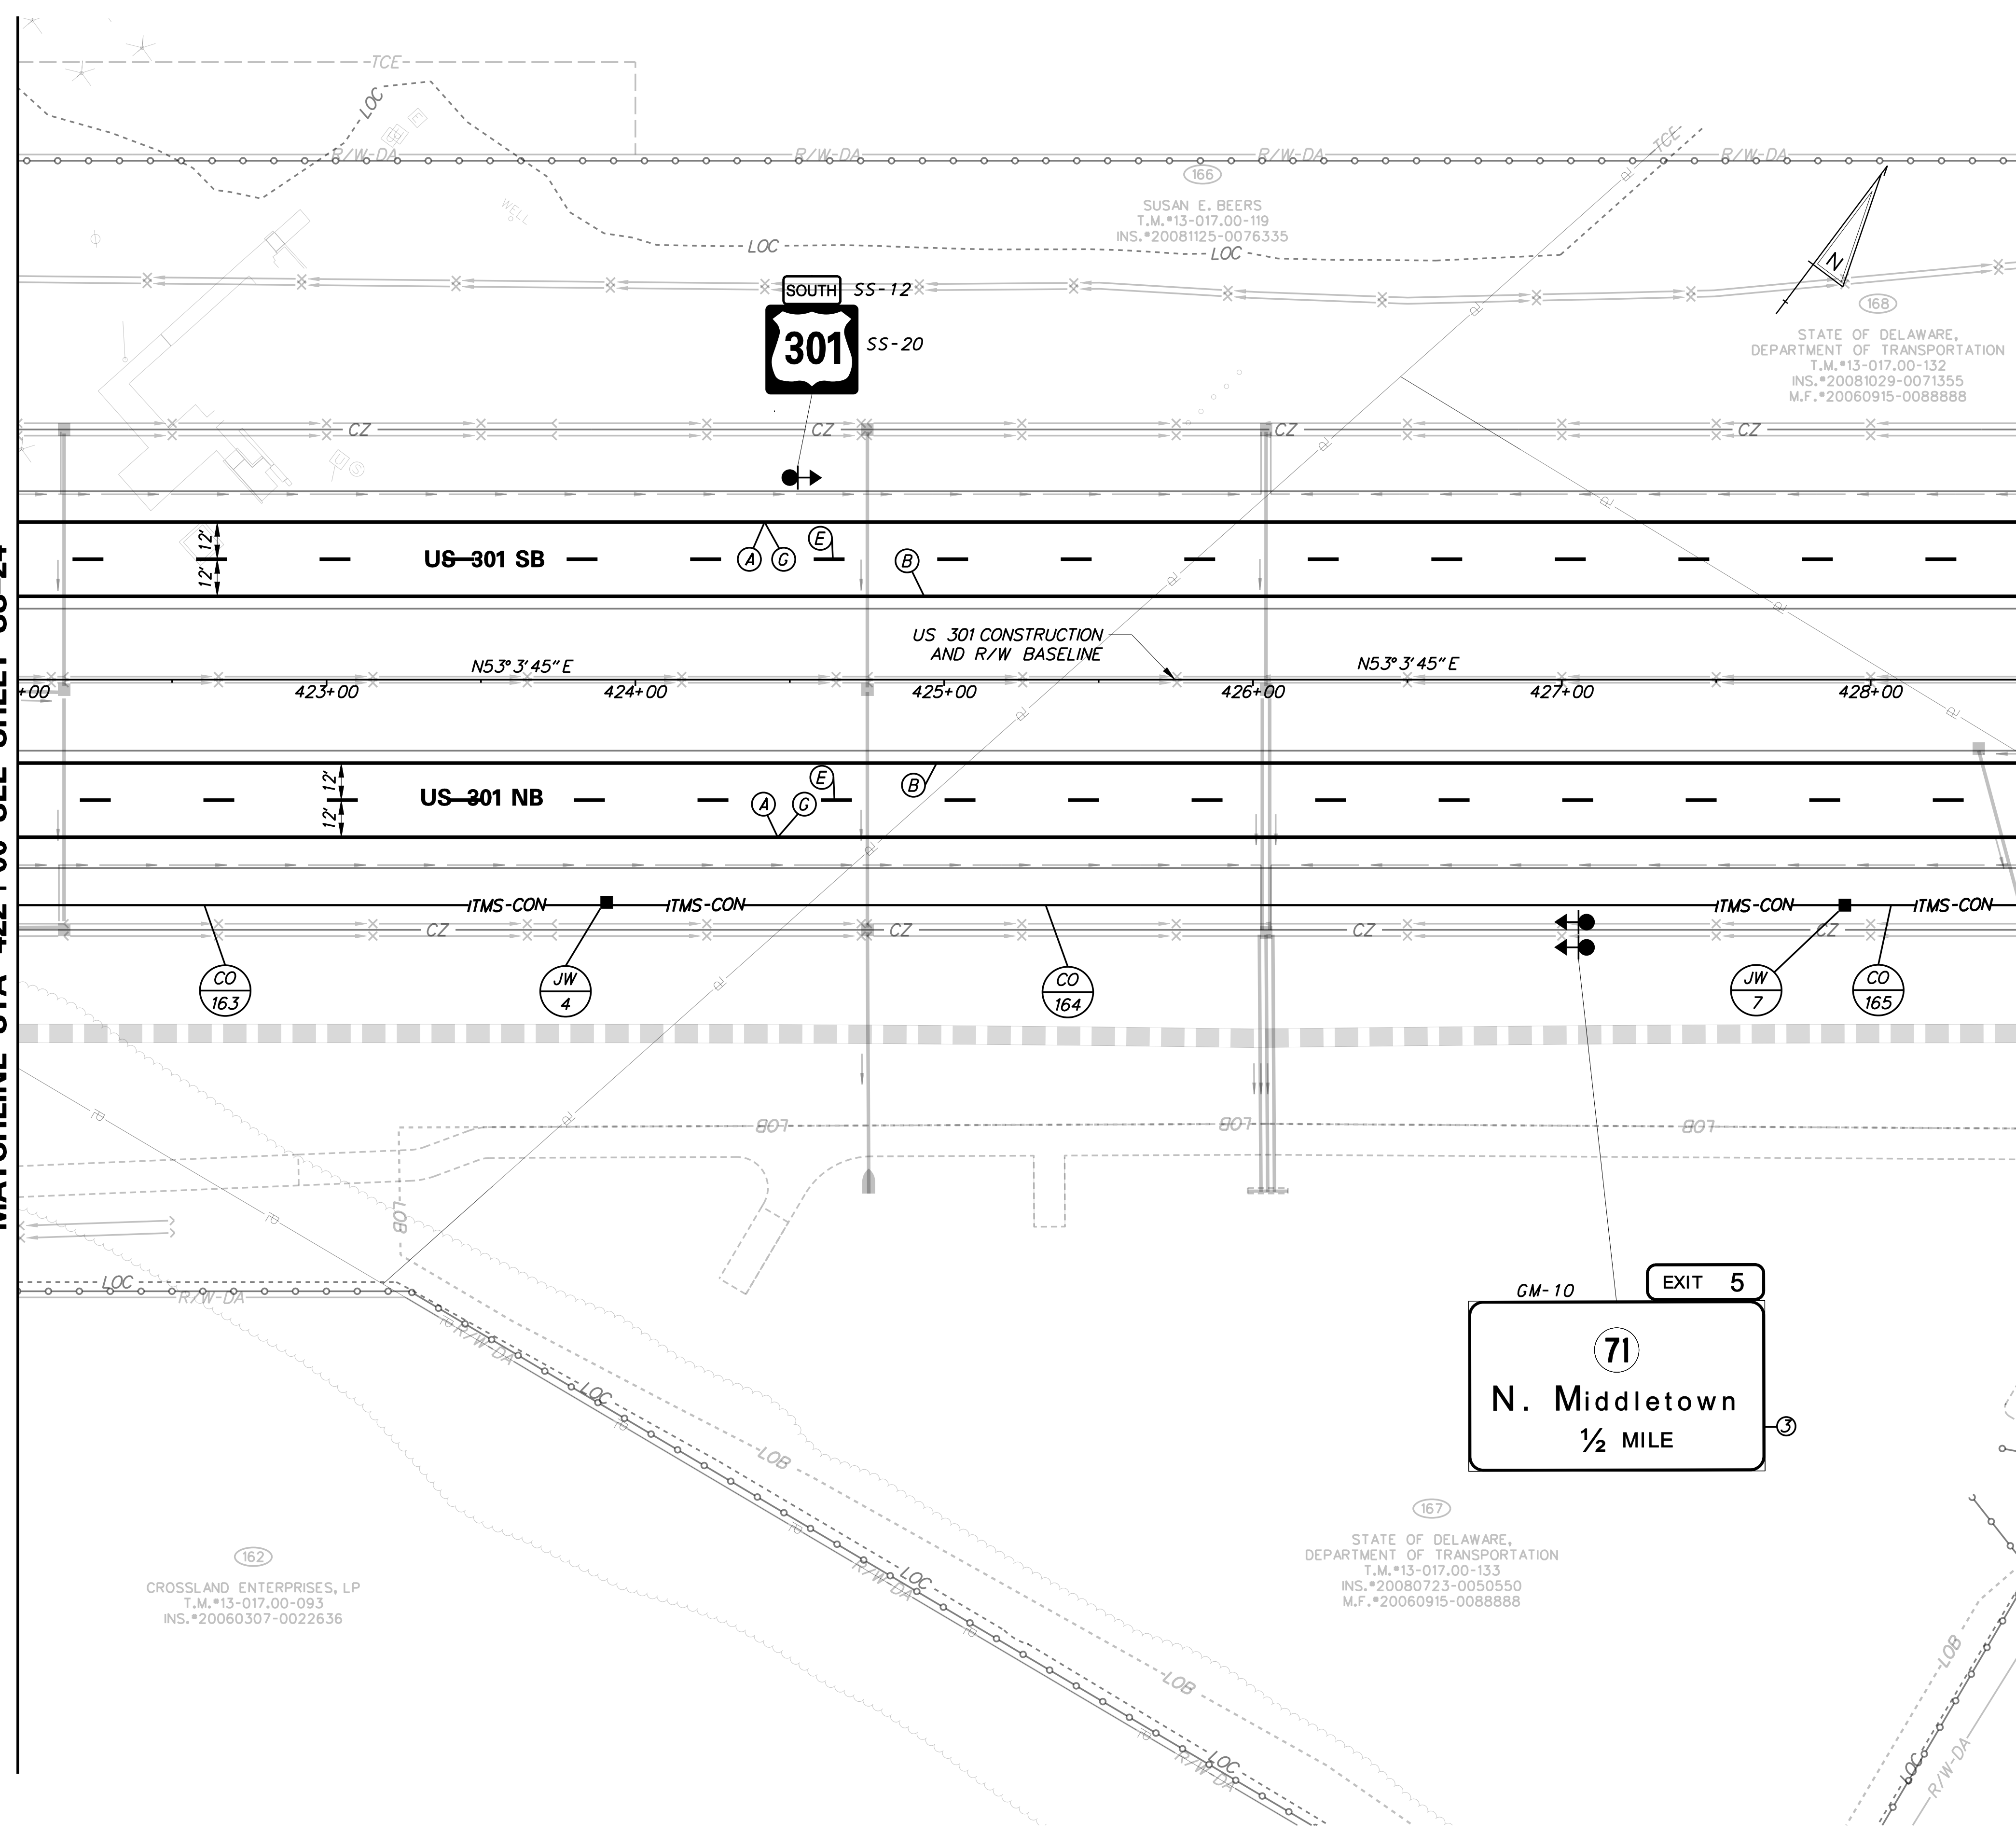 TCE
LOC
E
R/W-DA
R/W-DA
R/W-DA
R/W-DA
TCE
WELL
LOC
LOC
166
SUSAN E. BEERS
T.M.#13-017.00-119
INS.#20081125-0076335
N
168
STATE OF DELAWARE,
DEPARTMENT OF TRANSPORTATION
T.M.#13-017.00-132
INS.#20081029-0071355
M.F.#20060915-0088888
SOUTH SS-12
301 SS-20
CZ
CZ
CZ
CZ
U S
12'
12'
US 301 SB
A G
E
B
US 301 CONSTRUCTION
AND R/W BASELINE
N53°3'45"E
N53°3'45"E
+00
423+00
424+00
425+00
426+00
427+00
428+00
12'
12'
US 301 NB
A G
E
B
ITMS-CON
ITMS-CON
ITMS-CON
ITMS-CON
CZ
CZ
CZ
CZ
CO
163
JW
4
CO
164
JW
7
CO
165
LOB
LOB
LOB
LOB
LOC
R/W-DA
R/W-DA
LOC
LOB
GM-10
EXIT 5
71
N. Middletown
½ MILE
3
167
STATE OF DELAWARE,
DEPARTMENT OF TRANSPORTATION
T.M.#13-017.00-133
INS.#20080723-0050550
M.F.#20060915-0088888
162
CROSSLAND ENTERPRISES, LP
T.M.#13-017.00-093
INS.#20060307-0022636
LOC
R/W-DA
LOB
LOC
R/W-DA
LOB
LOC
R/W-DA